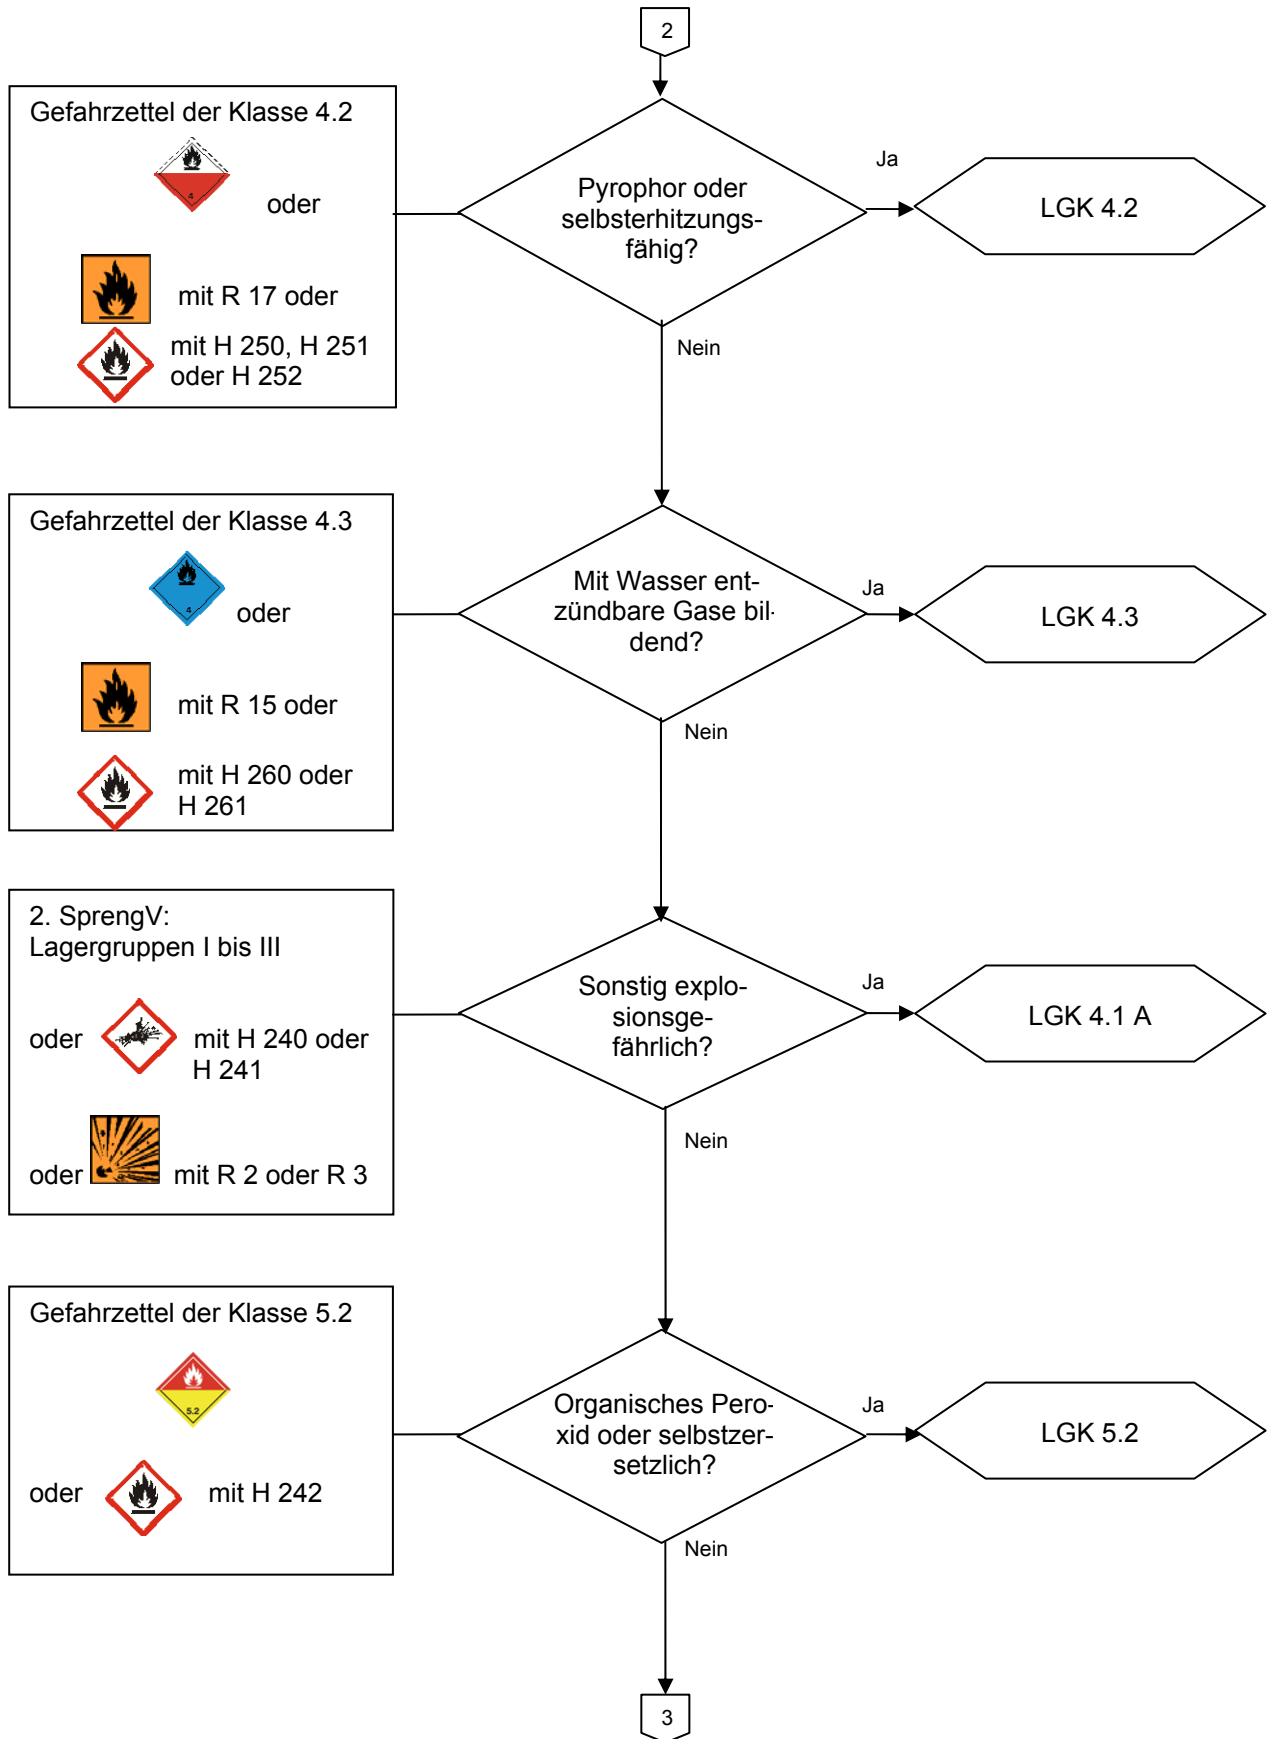 2
Gefahrzettel der Klasse 4.2
4
oder
mit R 17 oder
mit H 250, H 251
oder H 252
Pyrophor oder
selbsterhitzungs-
fähig?
Ja
LGK 4.2
Nein
Gefahrzettel der Klasse 4.3
4
oder
mit R 15 oder
mit H 260 oder
H 261
Mit Wasser ent-
zündbare Gase bil-
dend?
Ja
LGK 4.3
Nein
2. SprengV:
Lagergruppen I bis III
oder
mit H 240 oder
H 241
oder
mit R 2 oder R 3
Sonstig explo-
sionsge-
fährlich?
Ja
LGK 4.1 A
Nein
Gefahrzettel der Klasse 5.2
5.2
oder
mit H 242
Organisches Pero-
xid oder selbstzer-
setzlich?
Ja
LGK 5.2
Nein
3